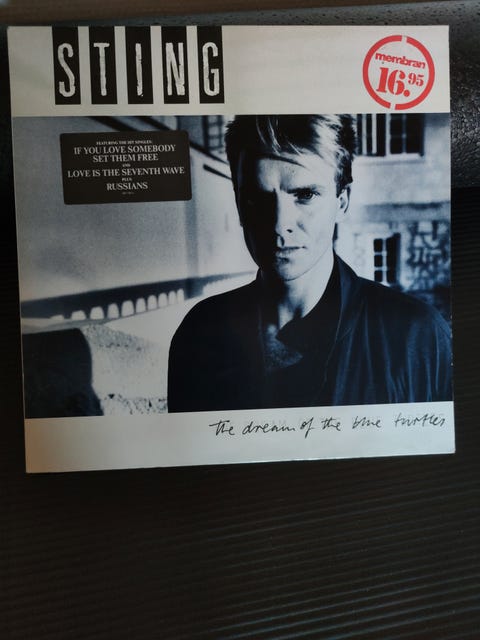 STING
membran
16.95
FEATURING THE HIT SINGLES:
IF YOU LOVE SOMEBODY
SET THEM FREE
AND
LOVE IS THE SEVENTH WAVE
PLUS
RUSSIANS
the dream of the blue turtles